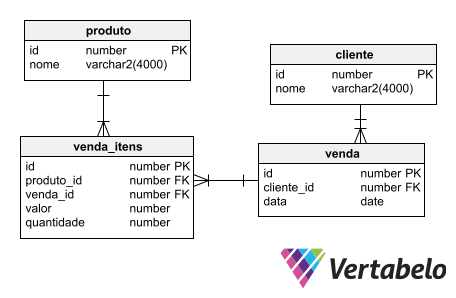 produto
id number PK
nome varchar2(4000)
cliente
id number PK
nome varchar2(4000)
venda_itens
id number PK
produto_id number FK
venda_id number FK
valor number
quantidade number
venda
id number PK
cliente_id number FK
data date
Vertabelo